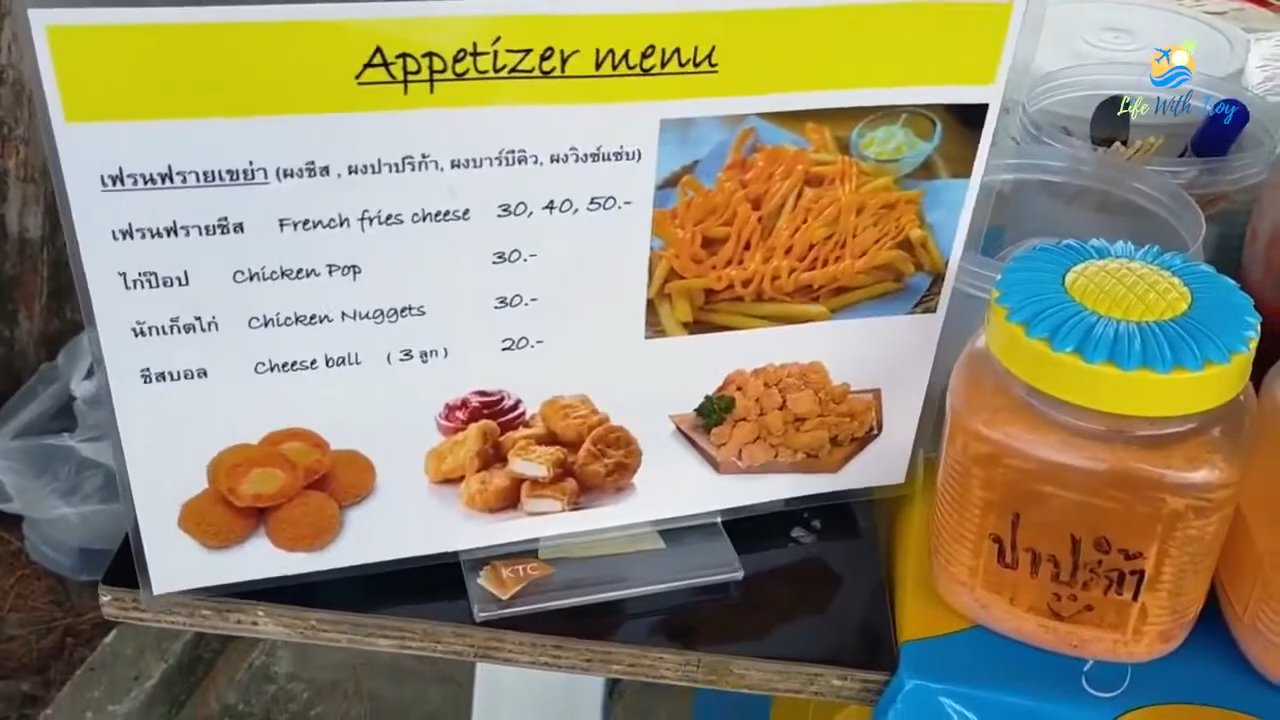 Appetizer menu
Life With Troy
เฟรนฟรายเขย่า (ผงชีส , ผงปาปริก้า, ผงบาร์บีคิว, ผงวิงซ์แซ่บ)
เฟรนฟรายชีส French fries cheese 30, 40, 50.-
ไก่ป๊อป Chicken Pop 30.-
นักเก็ตไก่ Chicken Nuggets 30.-
ชีสบอล Cheese ball ( 3 ลูก ) 20.-
KTC
ปาปริก้า